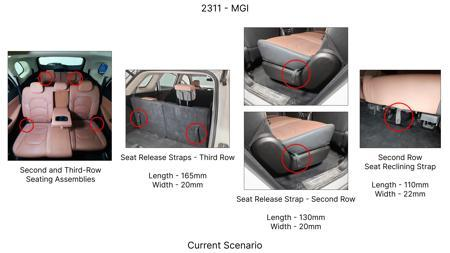 2311 - MGI
Second and Third-Row
Seating Assemblies
Seat Release Straps - Third Row
Length - 165mm
Width - 20mm
Seat Release Strap - Second Row
Length - 130mm
Width - 20mm
Second Row
Seat Reclining Strap
Length - 110mm
Width - 22mm
Current Scenario